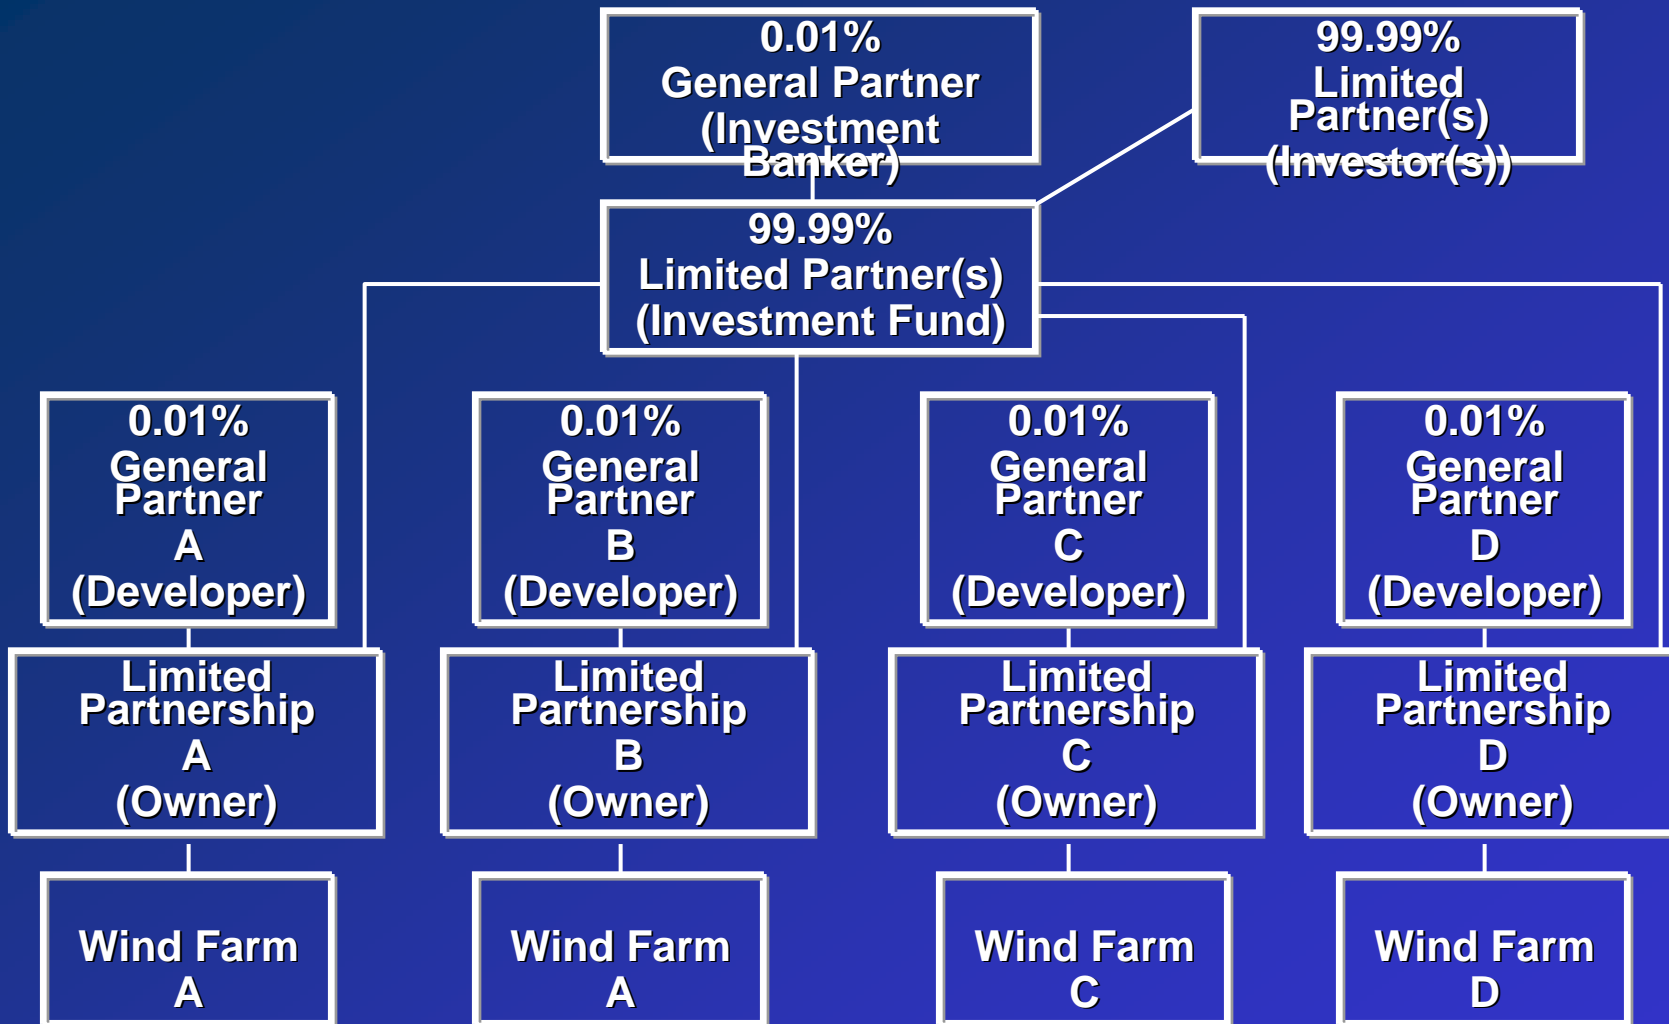 0.01%
General Partner
(Investment
Banker)
99.99%
Limited
Partner(s)
(Investor(s))
99.99%
Limited Partner(s)
(Investment Fund)
0.01%
General
Partner
A
(Developer)
0.01%
General
Partner
B
(Developer)
0.01%
General
Partner
C
(Developer)
0.01%
General
Partner
D
(Developer)
Limited
Partnership
A
(Owner)
Limited
Partnership
B
(Owner)
Limited
Partnership
C
(Owner)
Limited
Partnership
D
(Owner)
Wind Farm
A
Wind Farm
A
Wind Farm
C
Wind Farm
D